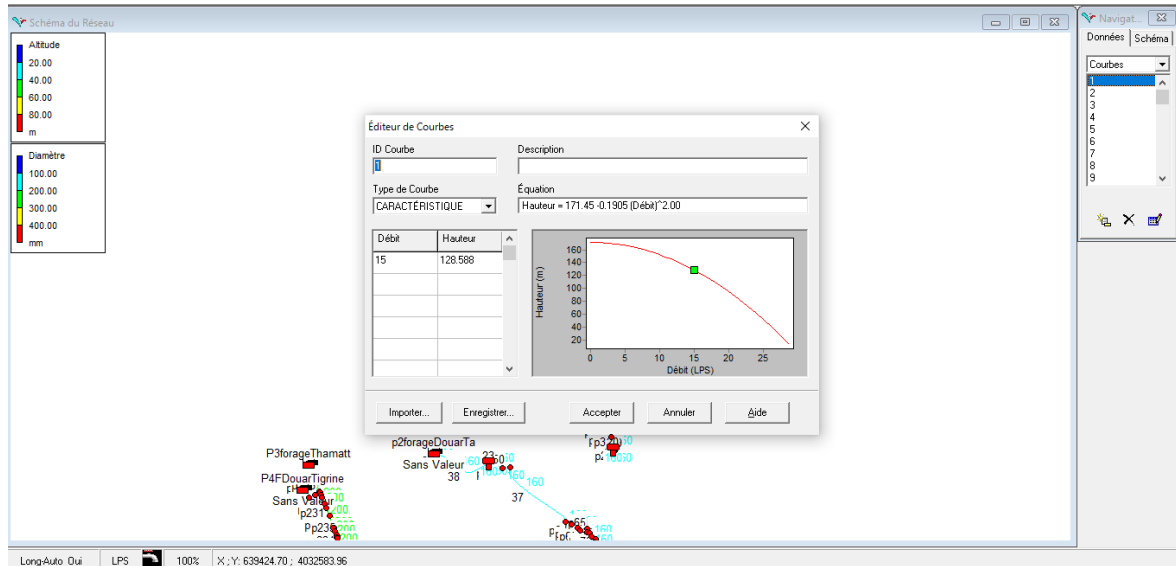 Schéma du Réseau
Altitude
20.00
40.00
60.00
80.00
m
Diamètre
100.00
200.00
300.00
400.00
mm
Éditeur de Courbes
ID Courbe
Description
1
Type de Courbe
Équation
CARACTÉRISTIQUE
Hauteur = 171.45 -0.1905 (Débit)^2.00
Débit Hauteur
15 128.588
Hauteur (m)
160
140
120
100
80
60
40
20
0 5 10 15 20 25
Débit (LPS)
Importer... Enregistrer... Accepter Annuler Aide
Navigat...
Données Schéma
Courbes
1
2
3
4
5
6
7
8
9
p2forageDouarTa
P3forageThamatt
Sans Valeur
38
160
37
P4FDouarTigrine
Sans Valeur
p231
200
p235
200
Long-Auto Oui LPS 100% X ; Y: 639424.70 ; 4032583.96